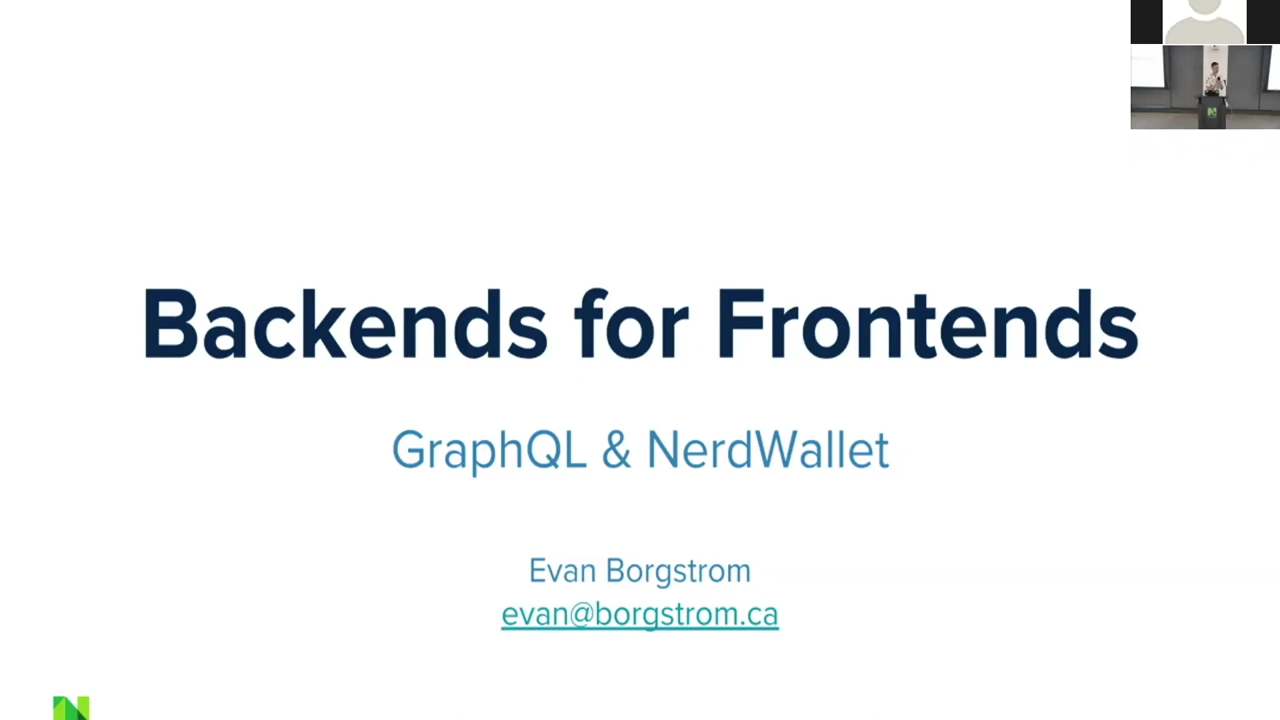 Backends for Frontends
GraphQL & NerdWallet
Evan Borgstrom
evan@borgstrom.ca